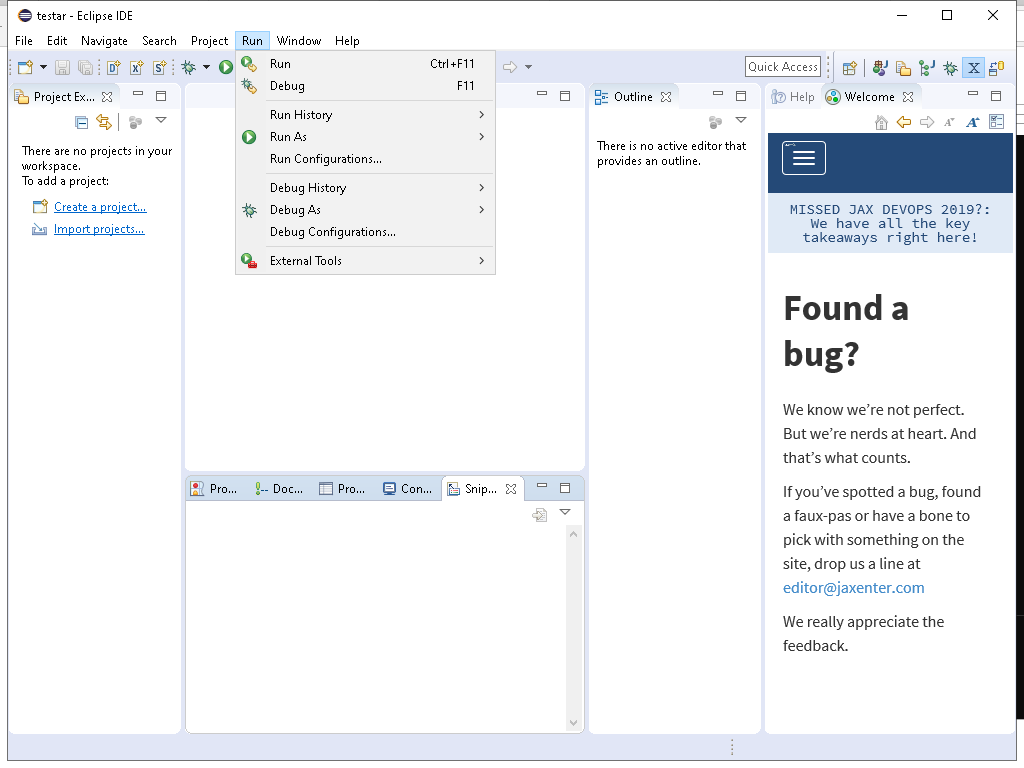 testar - Eclipse IDE
File Edit Navigate Search Project Run Window Help
Quick Access
Run Ctrl+F11
Debug F11
Run History
Run As
Run Configurations...
Debug History
Debug As
Debug Configurations...
External Tools
Project Ex...
There are no projects in your
workspace.
To add a project:
Create a project...
Import projects...
Outline
There is no active editor that
provides an outline.
Help
Welcome
MISSED JAX DEVOPS 2019?:
We have all the key
takeaways right here!
Found a
bug?
We know we’re not perfect.
But we’re nerds at heart. And
that’s what counts.
If you’ve spotted a bug, found
a faux-pas or have a bone to
pick with something on the
site, drop us a line at
editor@jaxenter.com
We really appreciate the
feedback.
Pro...
Doc...
Pro...
Con...
Snip...